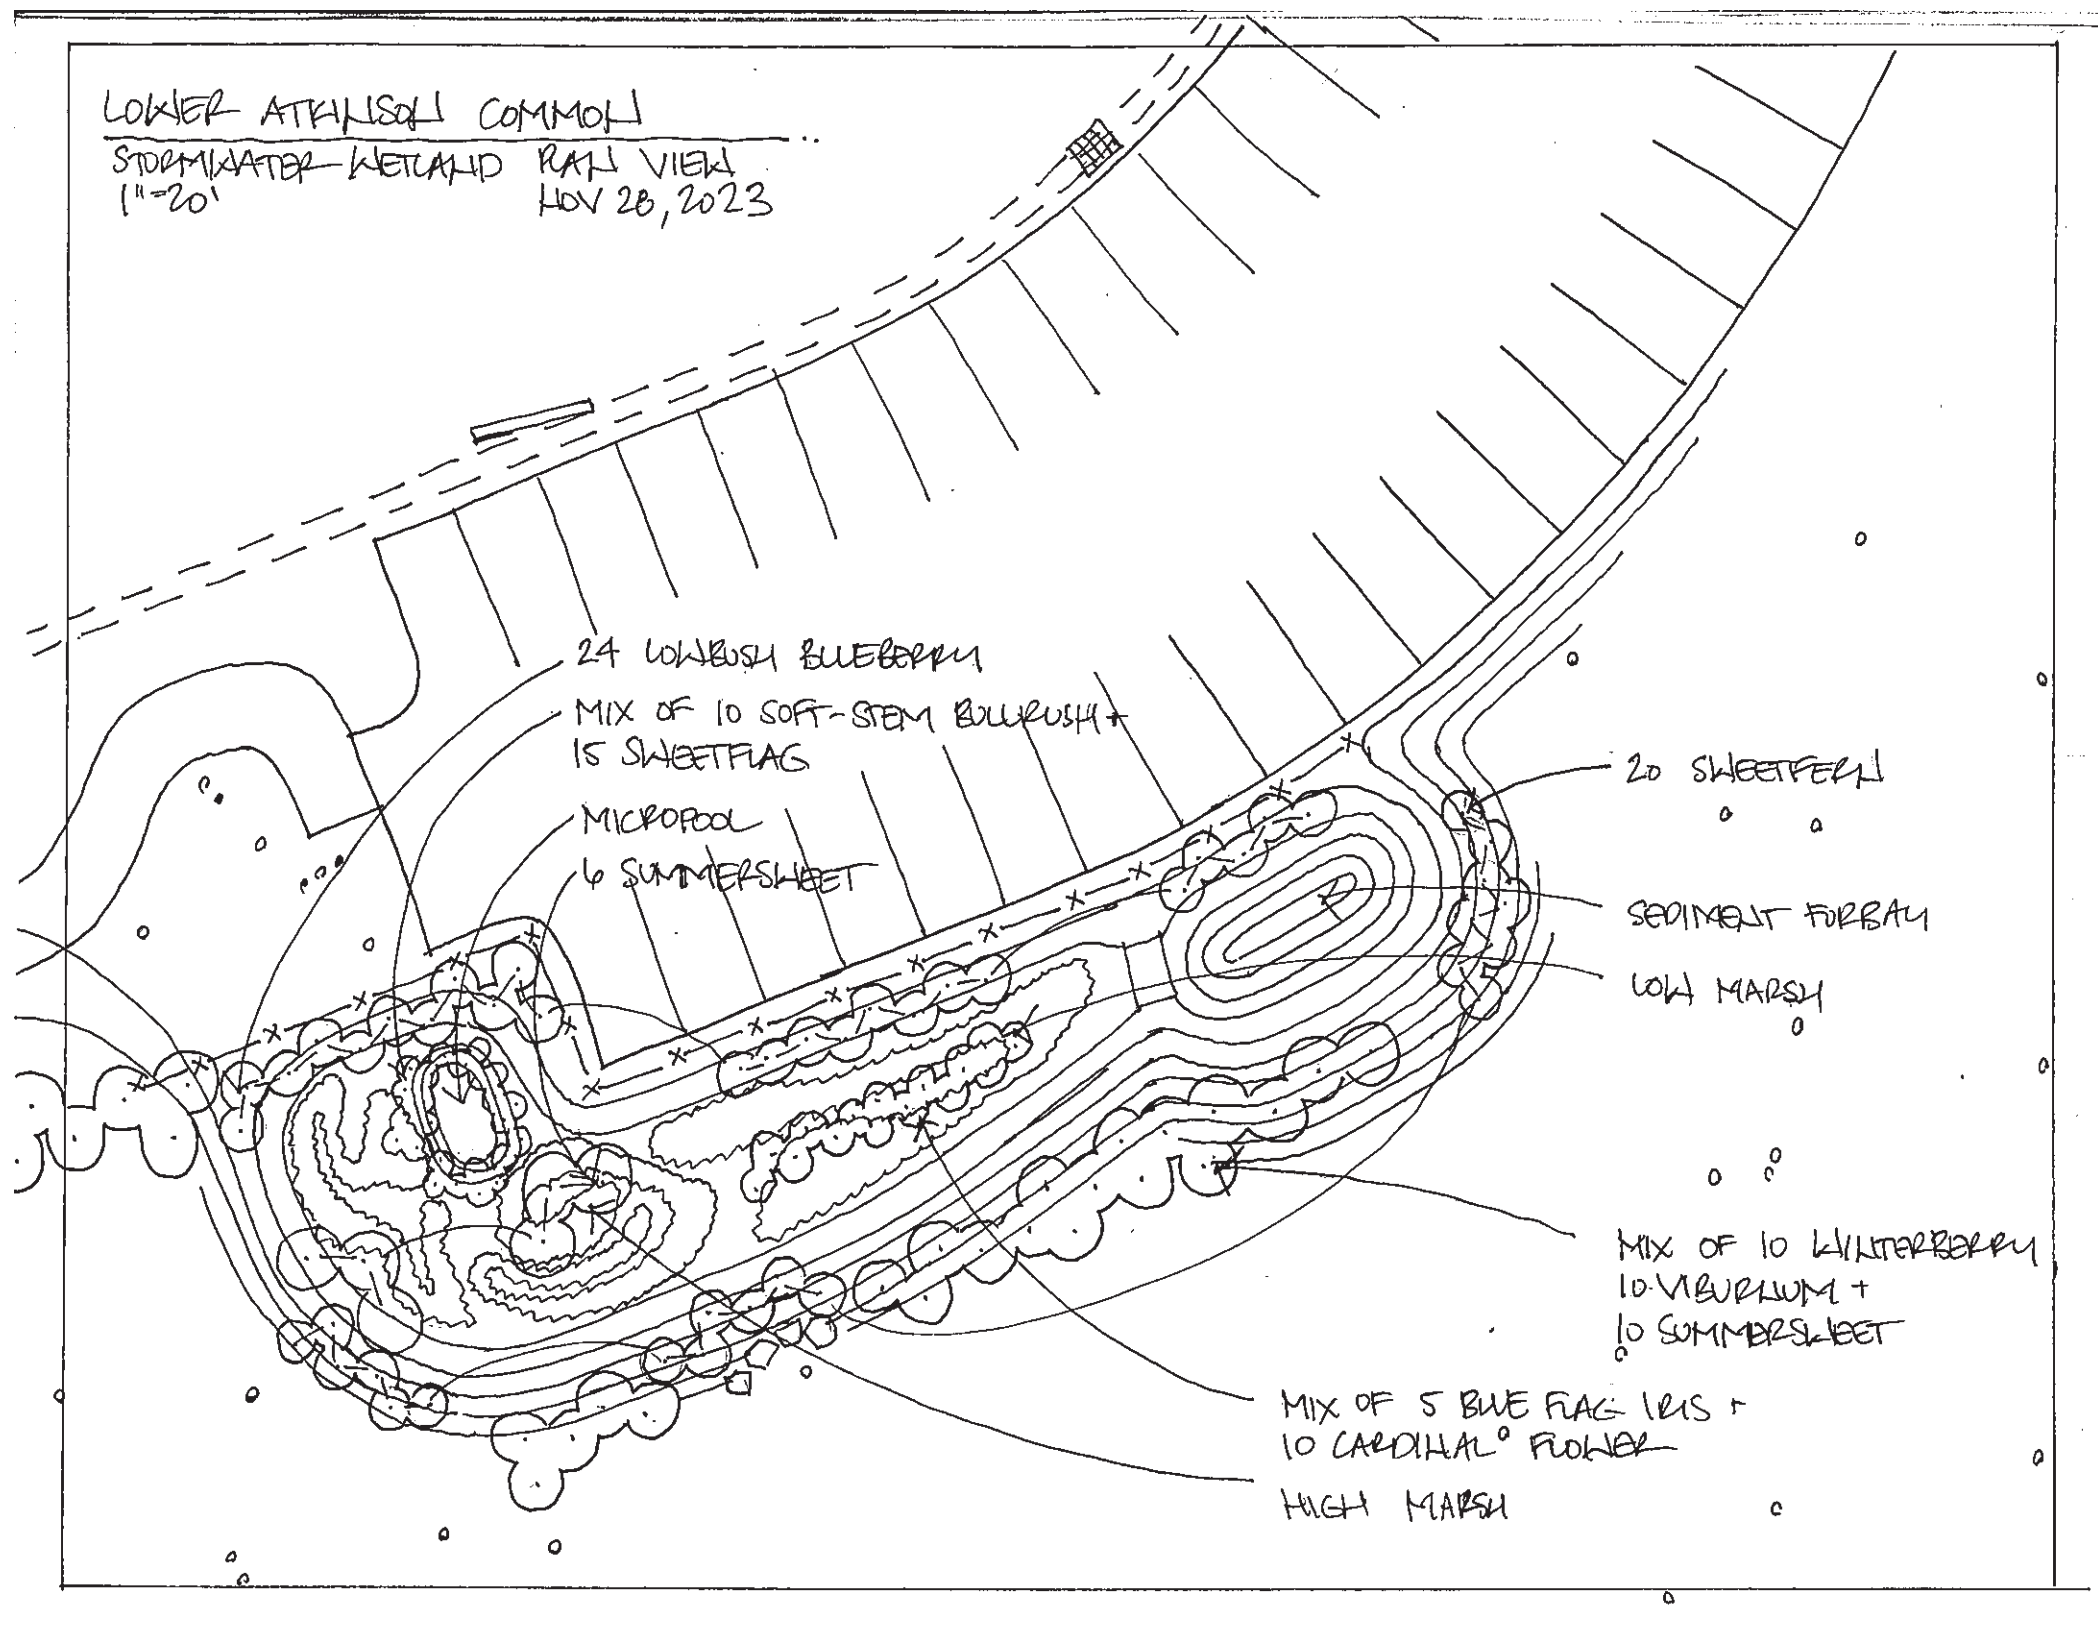 LOWER ATKINSON COMMON
STORMWATER WETLAND PLAN VIEW
1"=20' NOV 28, 2023
24 LOWBUSH BLUEBERRY
MIX OF 10 SOFT-STEM BULLRUSH +
15 SWEETFLAG
MICROPOOL
6 SUMMERSWEET
20 SWEETFERN
SEDIMENT FORBAY
LOW MARSH
MIX OF 10 WINTERBERRY
10 VIBURNUM +
10 SUMMERSWEET
MIX OF 5 BLUE FLAG IRIS +
10 CARDINAL FLOWER
HIGH MARSH